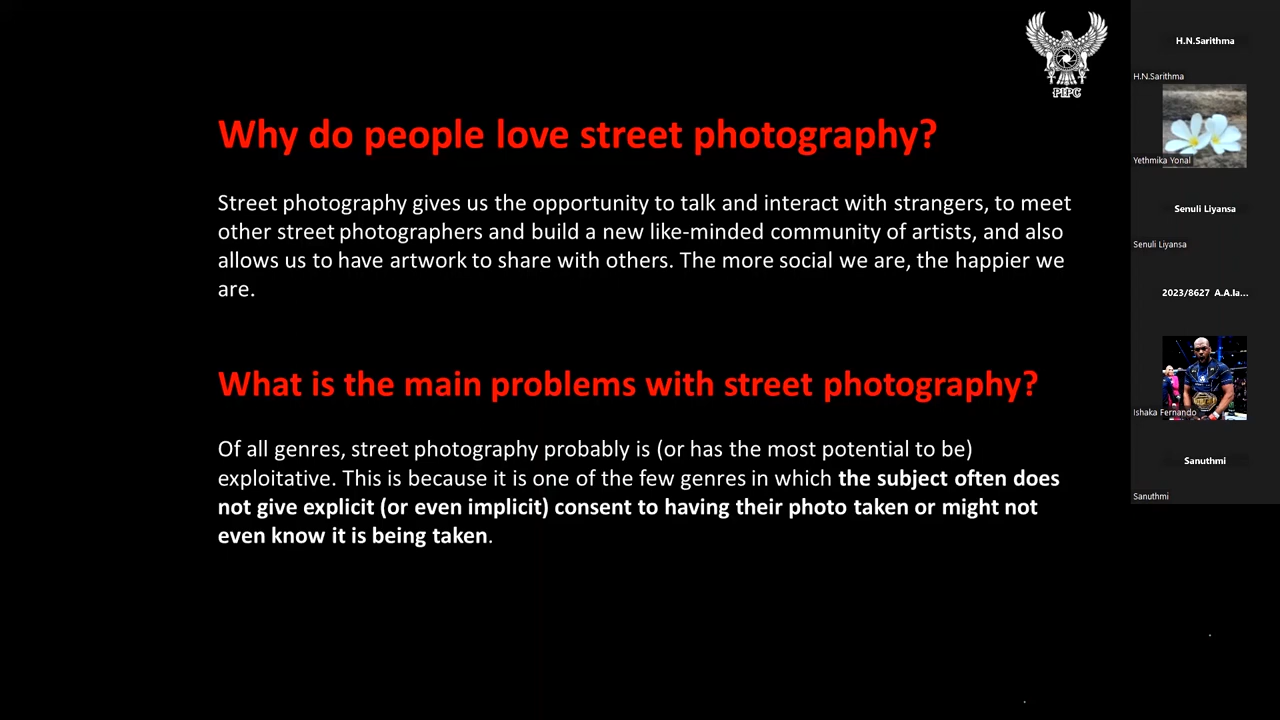 PIPC
Why do people love street photography?
Street photography gives us the opportunity to talk and interact with strangers, to meet
other street photographers and build a new like-minded community of artists, and also
allows us to have artwork to share with others. The more social we are, the happier we
are.
What is the main problems with street photography?
Of all genres, street photography probably is (or has the most potential to be)
exploitative. This is because it is one of the few genres in which the subject often does
not give explicit (or even implicit) consent to having their photo taken or might not
even know it is being taken.
H.N.Sarithma
H.N.Sarithma
Yethmika Yonal
Senuli Liyansa
Senuli Liyansa
2023/8627 A.A.Ia...
Ishaka Fernando
Sanuthmi
Sanuthmi